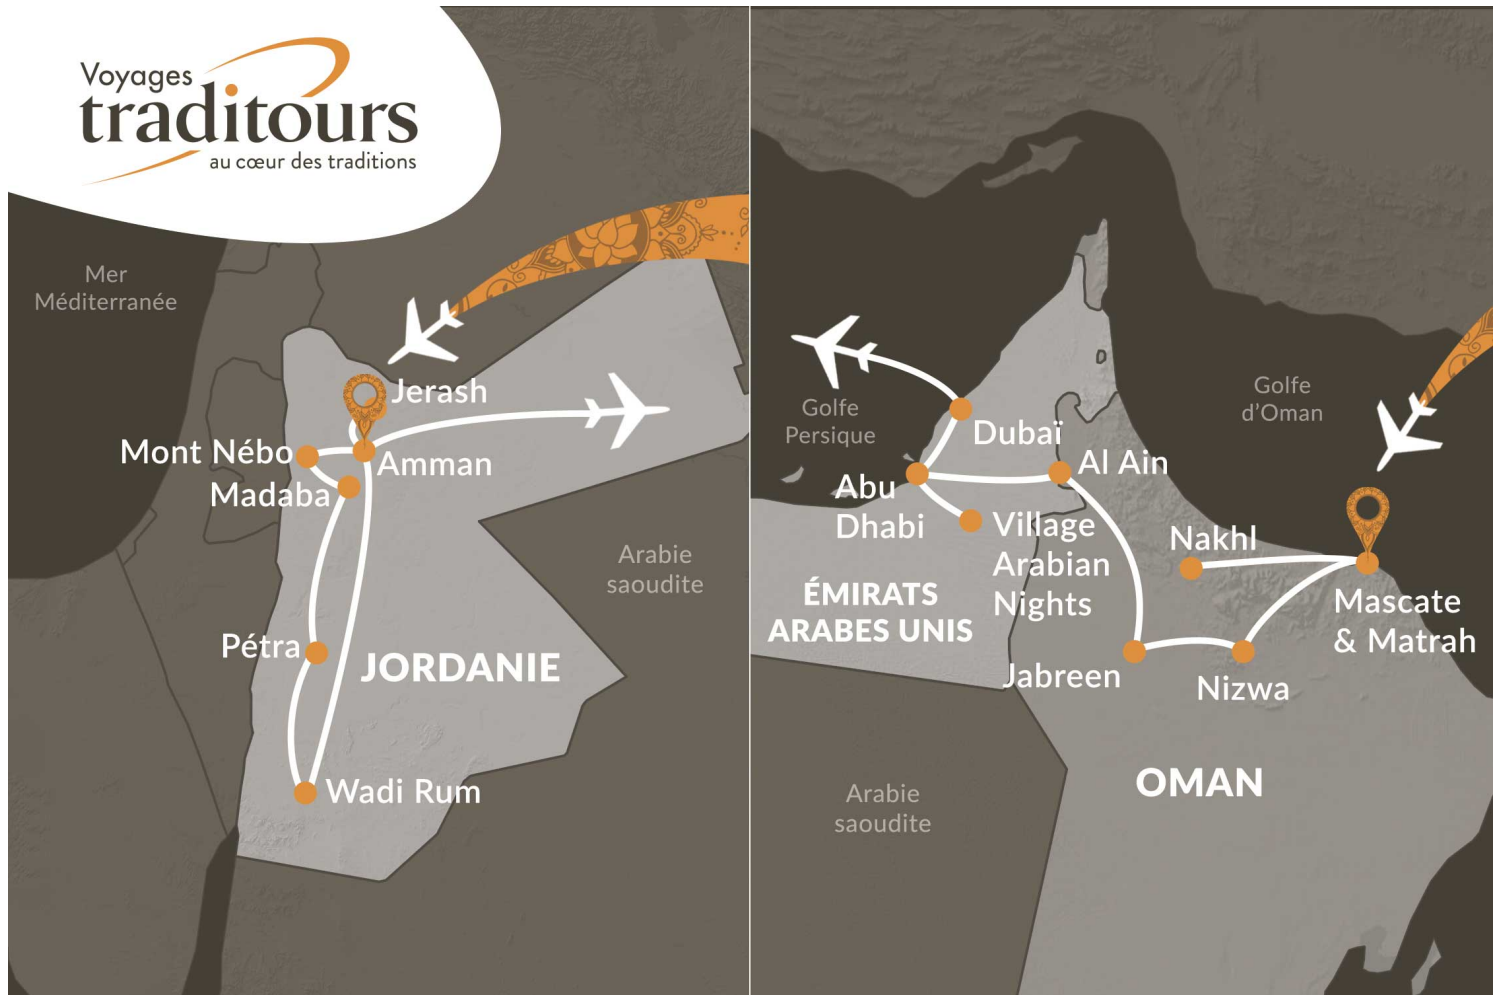 Voyages
traditours
au cœur des traditions
Mer
Méditerranée
Jerash
Mont Nébo
Amman
Madaba
Arabie
saoudite
Pétra
JORDANIE
Wadi Rum
Golfe
Persique
Golfe
d'Oman
Dubaï
Al Ain
Abu
Dhabi
Village
Arabian
Nights
Nakhl
ÉMIRATS
ARABES UNIS
Mascate
& Matrah
Jabreen
Nizwa
OMAN
Arabie
saoudite